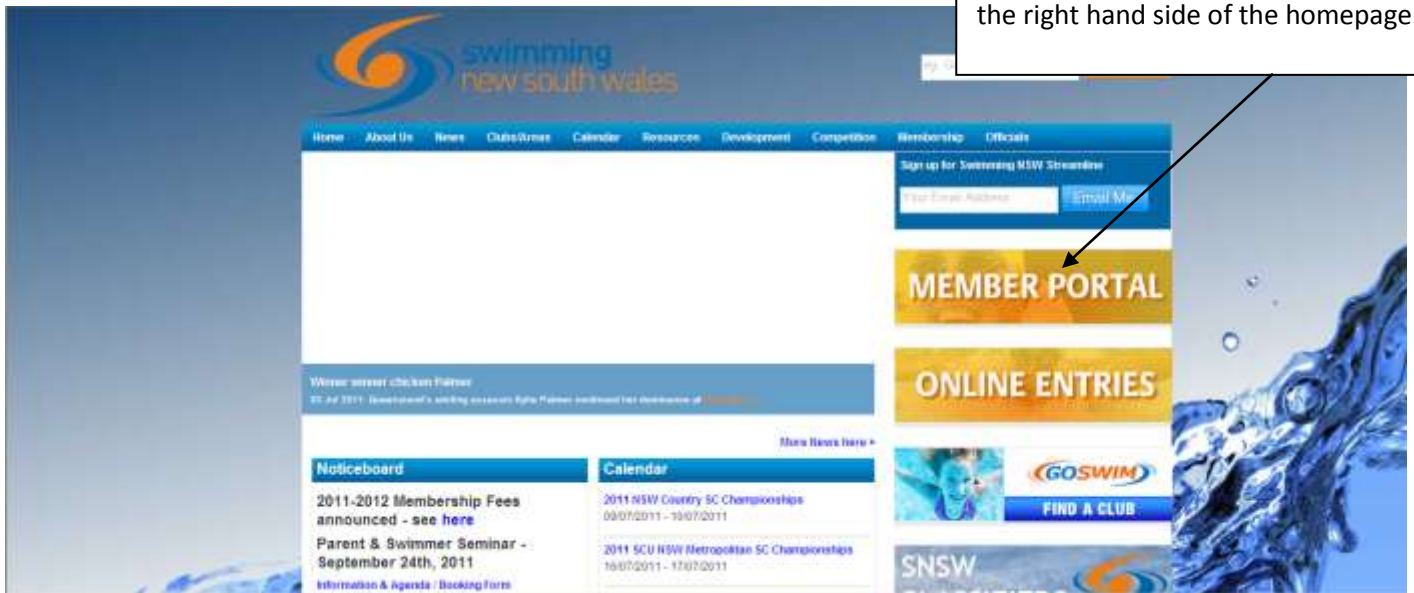 the right hand side of the homepage
swimming
new south wales
Home About Us News Clubs/Areas Calendar Resources Development Competition Membership Officials
Sign up for Swimming NSW Streamline
Your Email Address Email Me
MEMBER PORTAL
ONLINE ENTRIES
Winner winner chicken Palmer
More News here
Noticeboard
Calendar
2011-2012 Membership Fees
announced - see here
Parent & Swimmer Seminar -
September 24th, 2011
Information & Agenda / Booking Form
2011 NSW Country SC Championships
09/07/2011 - 10/07/2011
2011 SCU NSW Metropolitan SC Championships
16/07/2011 - 17/07/2011
GOSWIM
FIND A CLUB
SNSW